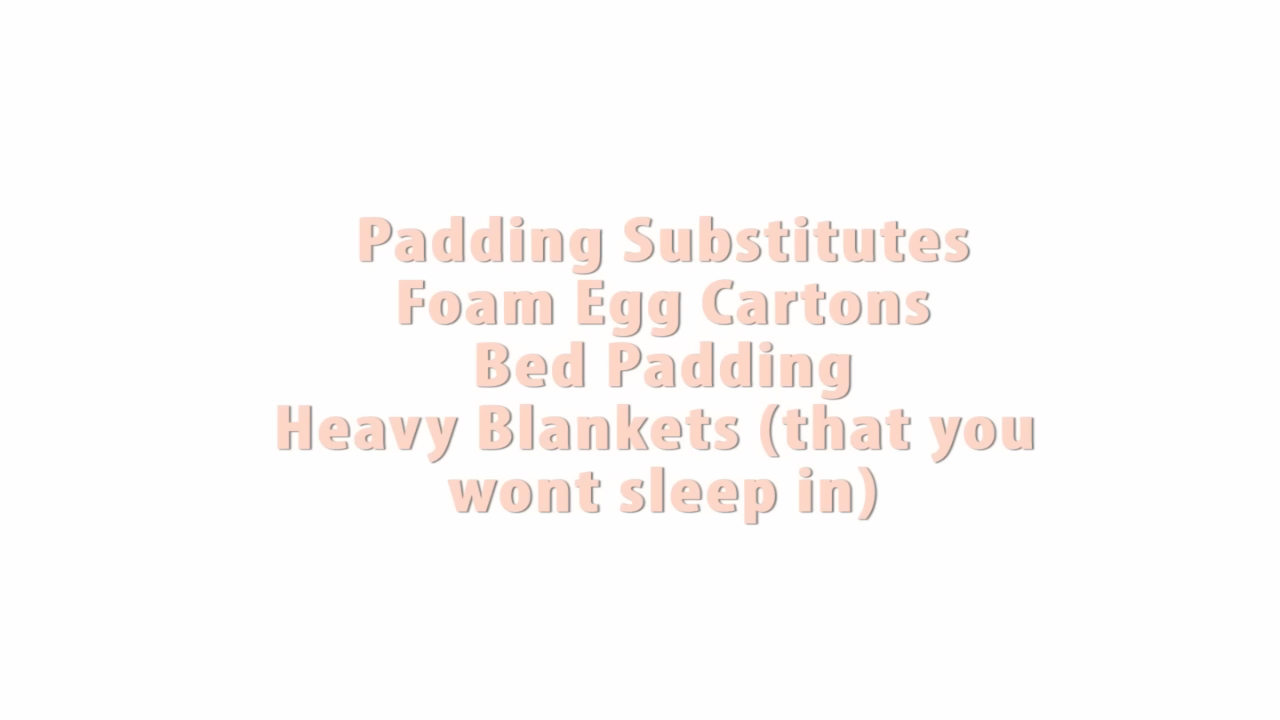 Padding Substitutes
Foam Egg Cartons
Bed Padding
Heavy Blankets (that you
wont sleep in)